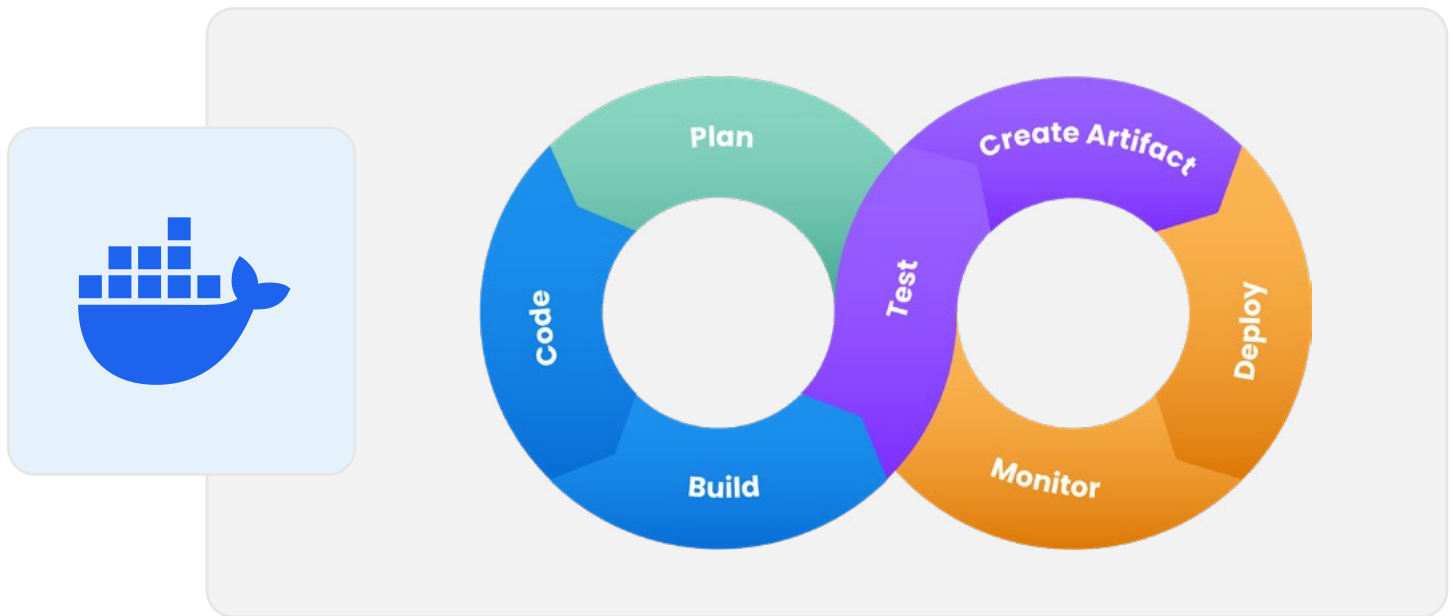 Plan
Code
Build
Test
Create Artifact
Deploy
Monitor